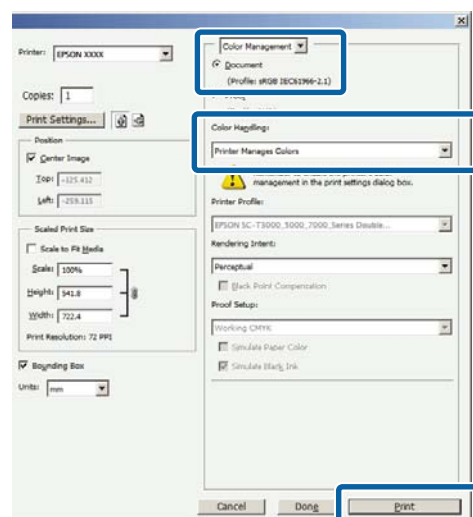 Printer: EPSON XXXX
Copies: 1
Print Settings...
Position
Center Image
Top: -125.412
Left: -259.115
Scaled Print Size
Scale to Fit Media
Scale: 100%
Height: 541.8
Width: 722.4
Print Resolution: 72 PPI
Bounding Box
Units: mm
Color Management
Document
(Profile: sRGB IEC61966-2.1)
Color Handling:
Printer Manages Colors
management in the print settings dialog box.
Printer Profile:
EPSON SC-T3000_5000_7000_Series Double...
Rendering Intent:
Perceptual
Black Point Compensation
Proof Setup:
Working CMYK
Simulate Paper Color
Simulate Black Ink
Cancel
Done
Print